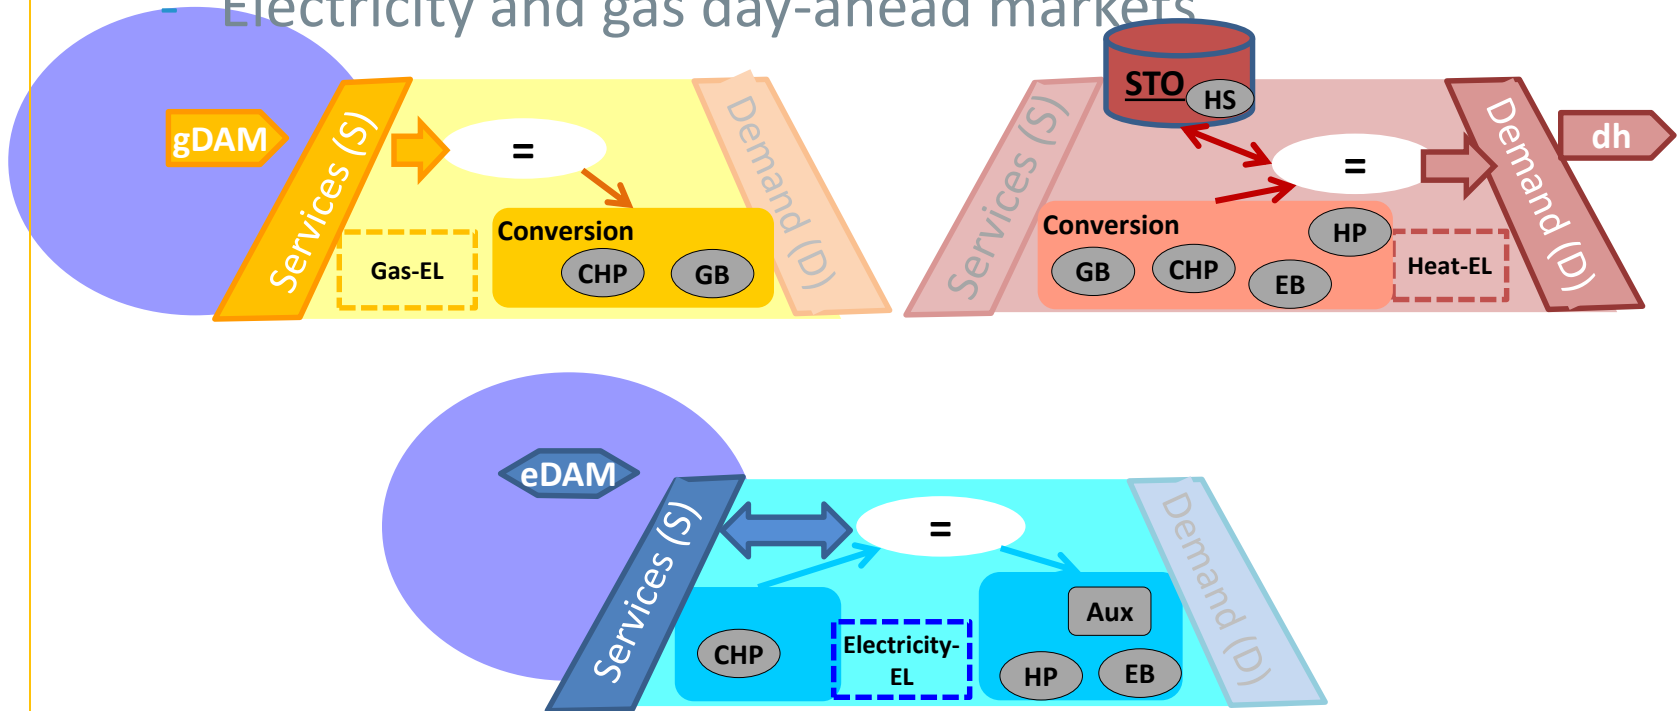 - Electricity and gas day-ahead markets
gDAM
Services (S)
=
Demand (D)
Conversion
CHP
GB
Gas-EL
STO
HS
Services (S)
=
Demand (D)
dh
Conversion
GB
CHP
EB
HP
Heat-EL
eDAM
Services (S)
=
Demand (D)
CHP
Electricity-
EL
Aux
HP
EB